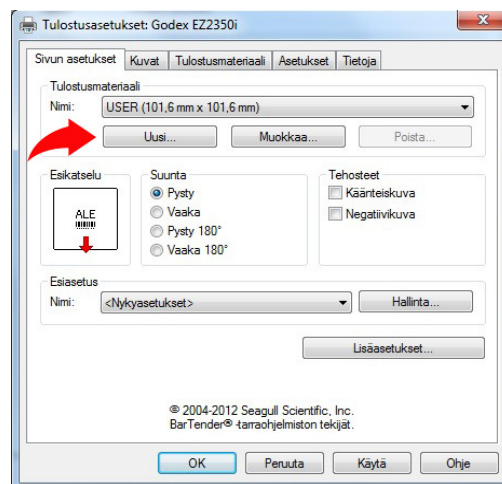 Tulostusasetukset: Godex EZ2350i
Sivun asetukset Kuvat Tulostusmateriaali Asetukset Tietoja
Tulostusmateriaali
Nimi: USER (101,6 mm x 101,6 mm)
Uusi... Muokkaa... Poista...
Esikatselu
ALE
Suunta
Pysty
Vaaka
Pysty 180°
Vaaka 180°
Tehosteet
Käänteiskuva
Negatiivikuva
Esiasetus
Nimi: <Nykyasetukset> Hallinta...
Lisäasetukset...
© 2004-2012 Seagull Scientific, Inc.
BarTender® -tarraohjelmiston tekijät.
OK Peruuta Käytä Ohje